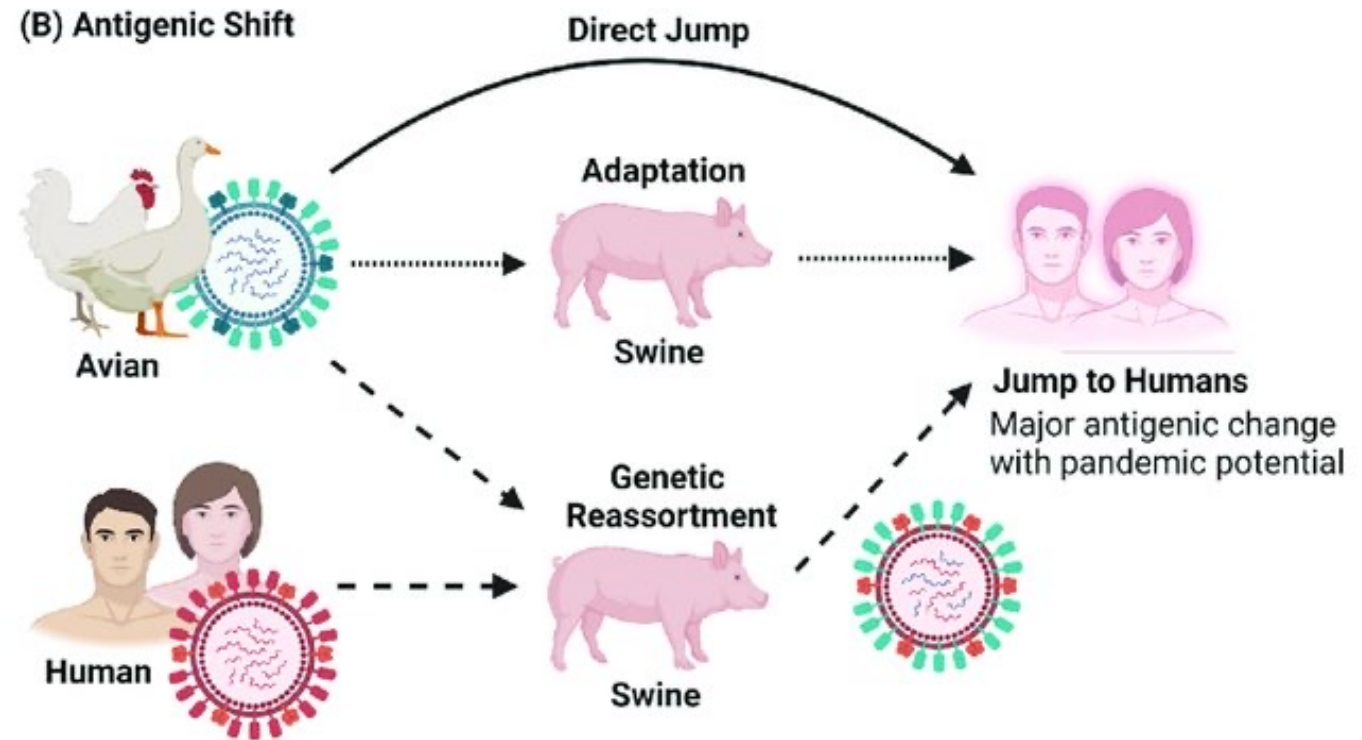 (B) Antigenic Shift
Direct Jump
Adaptation
Avian
Swine
Jump to Humans
Major antigenic change
with pandemic potential
Genetic
Reassortment
Human
Swine